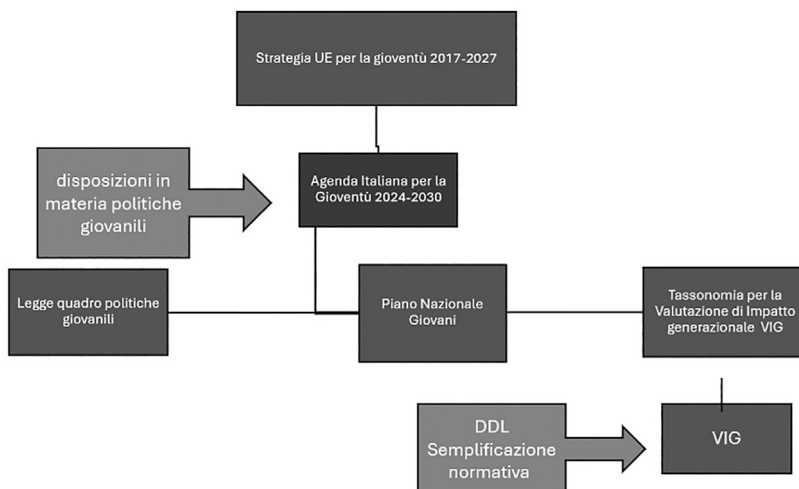 Strategia UE per la gioventù 2017-2027
disposizioni in
materia politiche
giovanili
Agenda Italiana per la
Gioventù 2024-2030
Legge quadro politiche
giovanili
Piano Nazionale
Giovani
Tassonomia per la
Valutazione di Impatto
generazionale VIG
DDL
Semplificazione
normativa
VIG